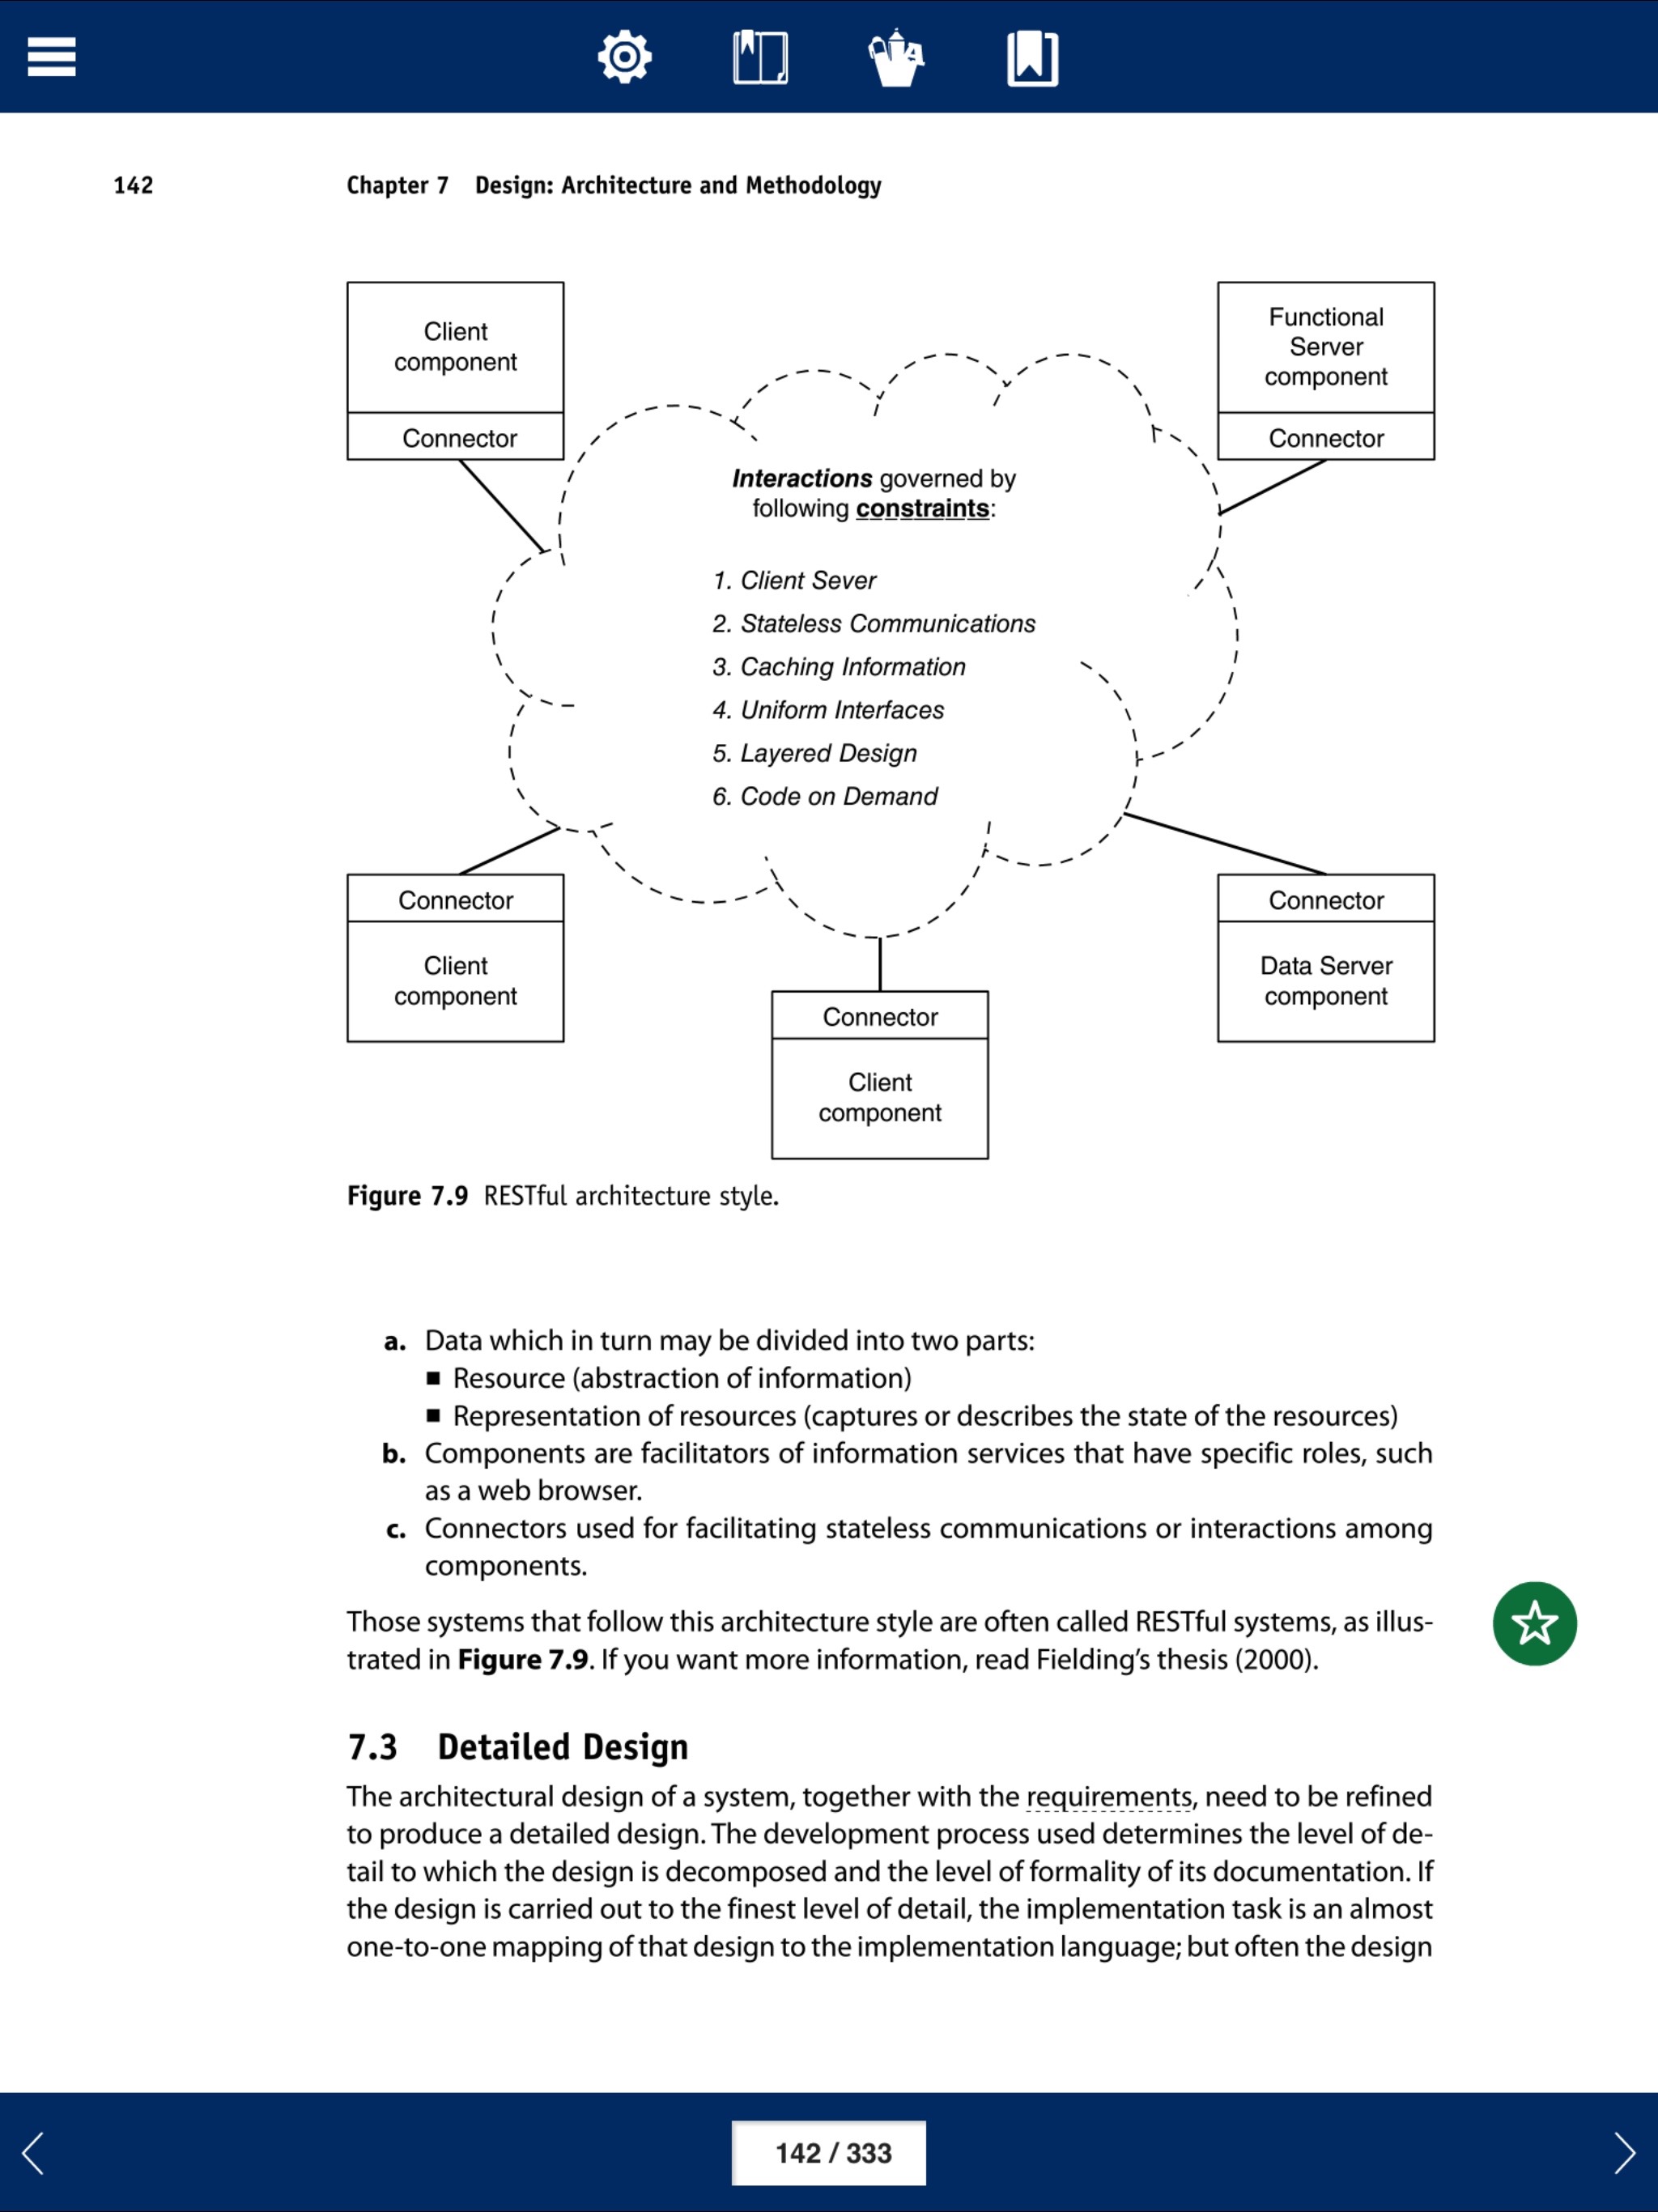 142 Chapter 7 Design: Architecture and Methodology
Client
component
Connector
Functional
Server
component
Connector
Interactions governed by
following constraints:
1. Client Sever
2. Stateless Communications
3. Caching Information
4. Uniform Interfaces
5. Layered Design
6. Code on Demand
Connector
Client
component
Connector
Client
component
Connector
Data Server
component
Figure 7.9 RESTful architecture style.
a. Data which in turn may be divided into two parts:
■ Resource (abstraction of information)
■ Representation of resources (captures or describes the state of the resources)
b. Components are facilitators of information services that have specific roles, such
as a web browser.
c. Connectors used for facilitating stateless communications or interactions among
components.
Those systems that follow this architecture style are often called RESTful systems, as illus-
trated in Figure 7.9. If you want more information, read Fielding’s thesis (2000).
7.3 Detailed Design
The architectural design of a system, together with the requirements, need to be refined
to produce a detailed design. The development process used determines the level of de-
tail to which the design is decomposed and the level of formality of its documentation. If
the design is carried out to the finest level of detail, the implementation task is an almost
one-to-one mapping of that design to the implementation language; but often the design
142 / 333